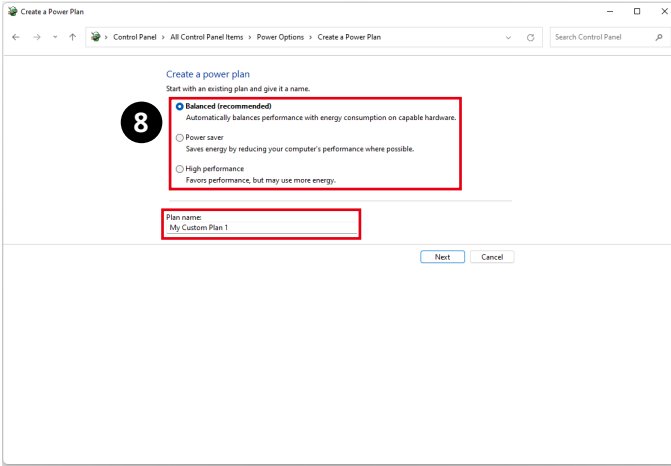 Create a Power Plan
Control Panel > All Control Panel Items > Power Options > Create a Power Plan
Search Control Panel
Create a power plan
Start with an existing plan and give it a name.
8
Balanced (recommended)
Automatically balances performance with energy consumption on capable hardware.
Power saver
Saves energy by reducing your computer's performance where possible.
High performance
Favors performance, but may use more energy.
Plan name:
My Custom Plan 1
Next Cancel